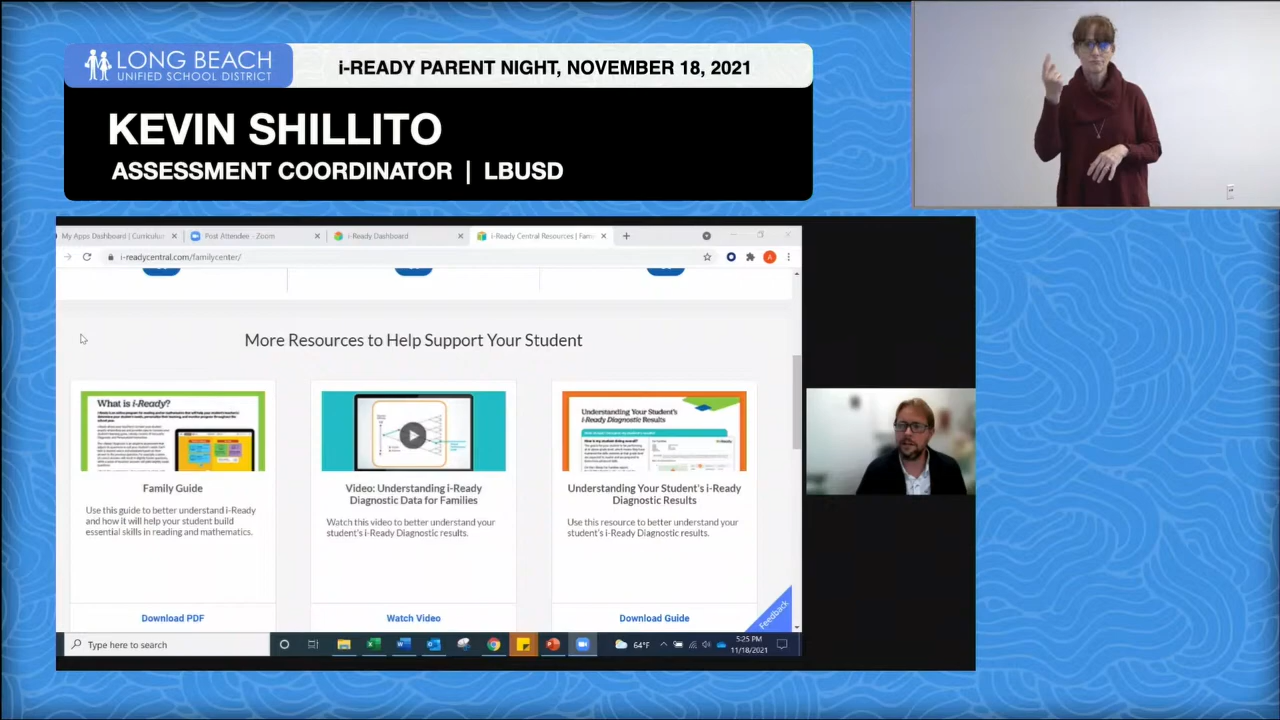 LONG BEACH
UNIFIED SCHOOL DISTRICT
i-READY PARENT NIGHT, NOVEMBER 18, 2021
KEVIN SHILLITO
ASSESSMENT COORDINATOR | LBUSD
My Apps Dashboard | Curriculu
Post Attendee - Zoom
i-Ready Dashboard
i-Ready Central Resources | Fam
i-readycentral.com/familycenter/
A
More Resources to Help Support Your Student
What is i-Ready?
Understanding Your Student's
i-Ready Diagnostic Results
Family Guide
Use this guide to better understand i-Ready
and how it will help your student build
essential skills in reading and mathematics.
Download PDF
Video: Understanding i-Ready
Diagnostic Data for Families
Watch this video to better understand your
student's i-Ready Diagnostic results.
Watch Video
Understanding Your Student's i-Ready
Diagnostic Results
Use this resource to better understand your
student's i-Ready Diagnostic results.
Download Guide
Feedback
Type here to search
64°F
5:25 PM
11/18/2021